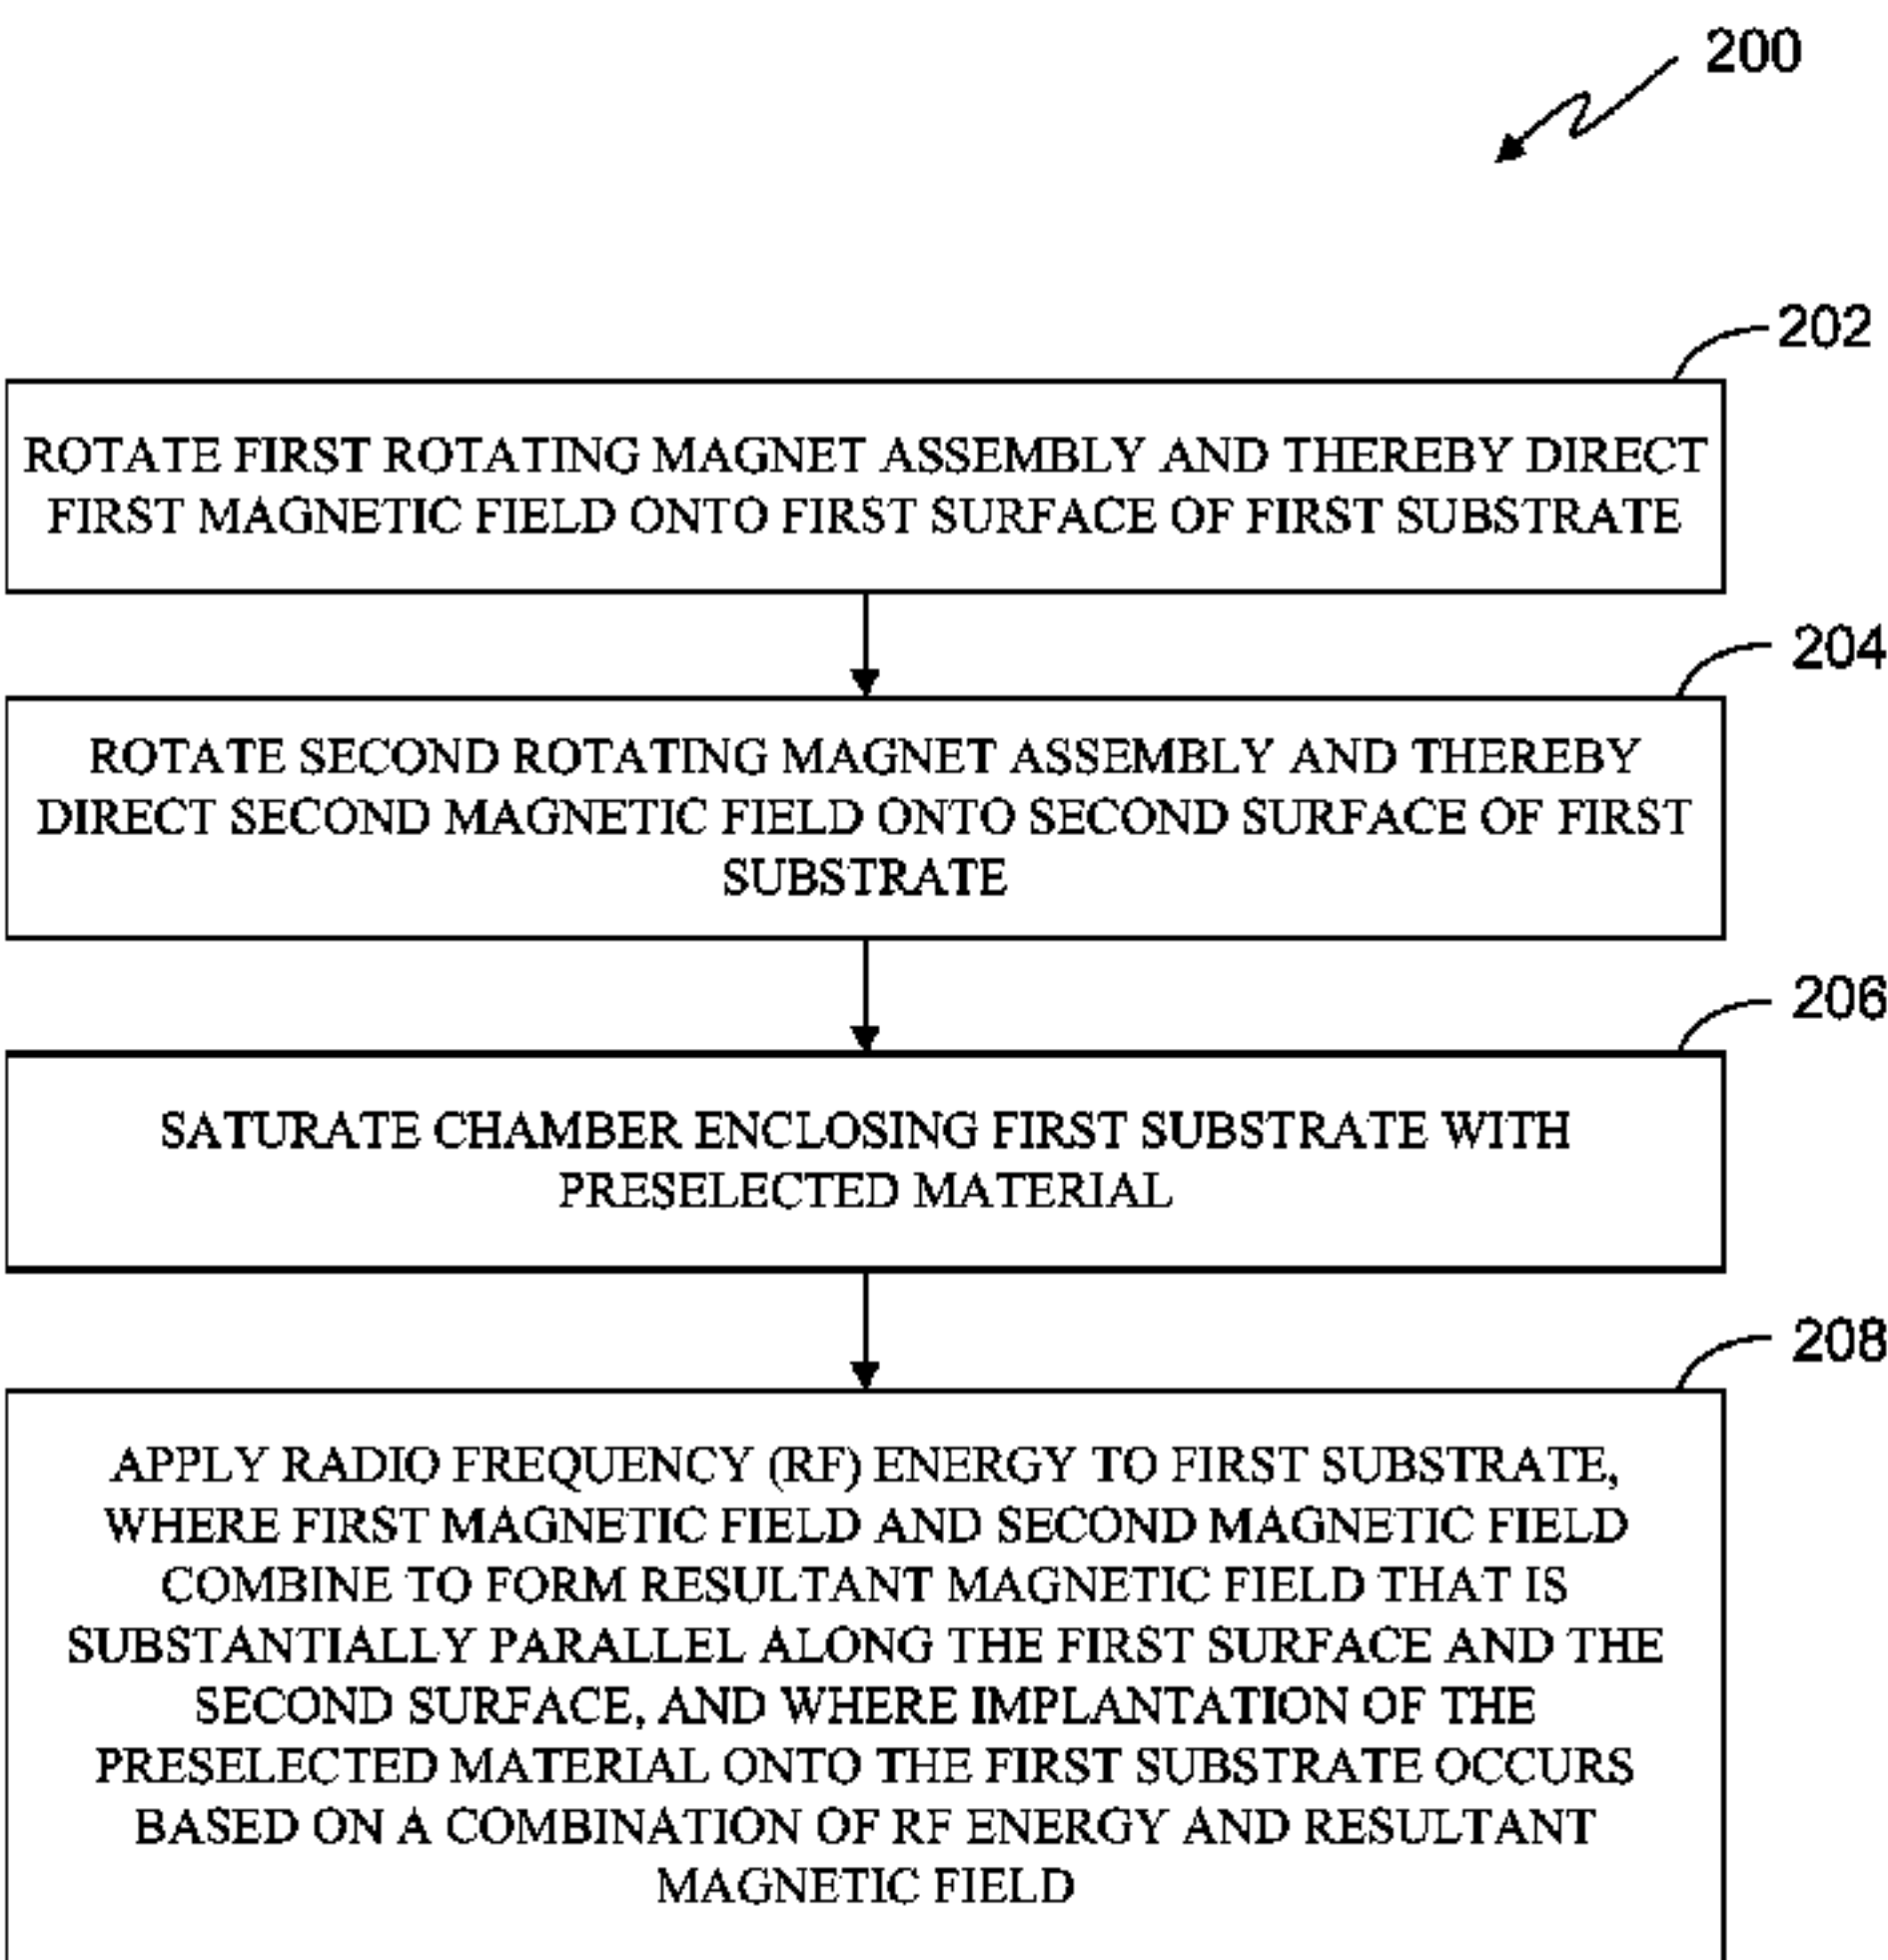 200
202
ROTATE FIRST ROTATING MAGNET ASSEMBLY AND THEREBY DIRECT
FIRST MAGNETIC FIELD ONTO FIRST SURFACE OF FIRST SUBSTRATE
204
ROTATE SECOND ROTATING MAGNET ASSEMBLY AND THEREBY
DIRECT SECOND MAGNETIC FIELD ONTO SECOND SURFACE OF FIRST
SUBSTRATE
206
SATURATE CHAMBER ENCLOSING FIRST SUBSTRATE WITH
PRESELECTED MATERIAL
208
APPLY RADIO FREQUENCY (RF) ENERGY TO FIRST SUBSTRATE,
WHERE FIRST MAGNETIC FIELD AND SECOND MAGNETIC FIELD
COMBINE TO FORM RESULTANT MAGNETIC FIELD THAT IS
SUBSTANTIALLY PARALLEL ALONG THE FIRST SURFACE AND THE
SECOND SURFACE, AND WHERE IMPLANTATION OF THE
PRESELECTED MATERIAL ONTO THE FIRST SUBSTRATE OCCURS
BASED ON A COMBINATION OF RF ENERGY AND RESULTANT
MAGNETIC FIELD